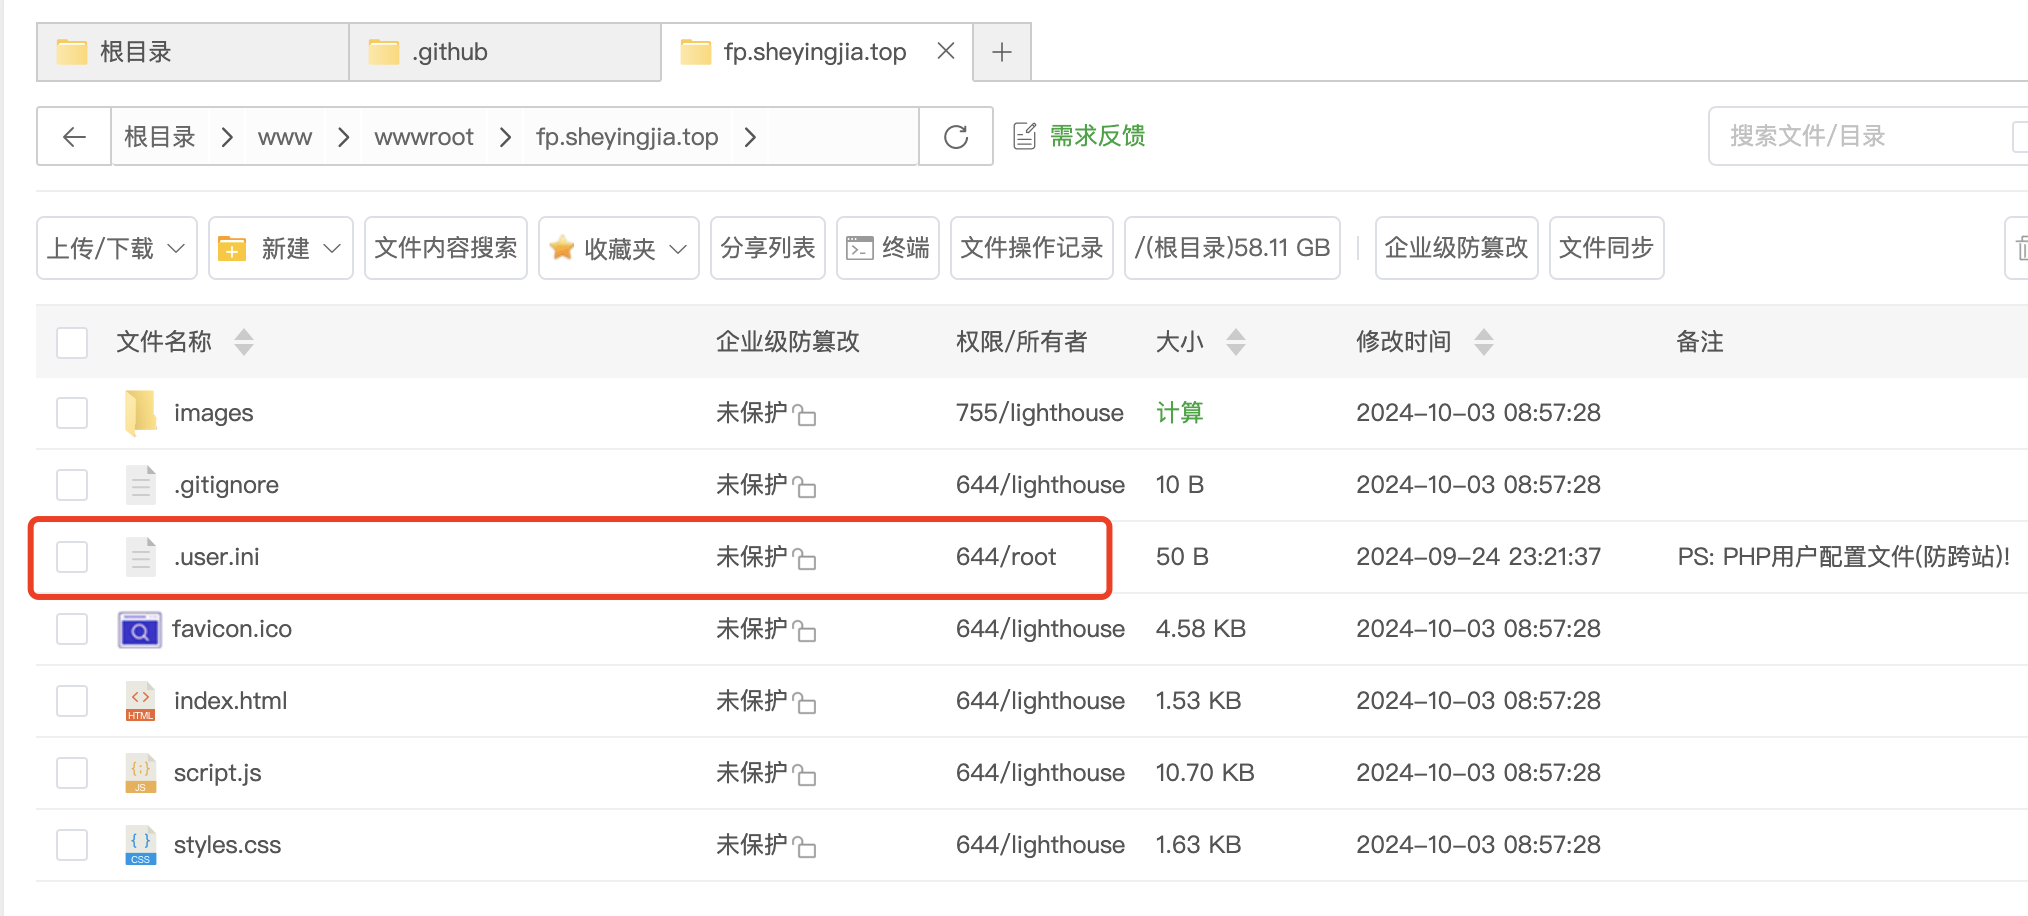 根目录 .github fp.sheyingjia.top
根目录 www wwwroot fp.sheyingjia.top 需求反馈 搜索文件/目录
上传/下载 新建 文件内容搜索 收藏夹 分享列表 终端 文件操作记录 /(根目录)58.11 GB 企业级防篡改 文件同步
文件名称 企业级防篡改 权限/所有者 大小 修改时间 备注
images 未保护 755/lighthouse 计算 2024-10-03 08:57:28
.gitignore 未保护 644/lighthouse 10 B 2024-10-03 08:57:28
.user.ini 未保护 644/root 50 B 2024-09-24 23:21:37 PS: PHP用户配置文件(防跨站)!
favicon.ico 未保护 644/lighthouse 4.58 KB 2024-10-03 08:57:28
HTML index.html 未保护 644/lighthouse 1.53 KB 2024-10-03 08:57:28
JS script.js 未保护 644/lighthouse 10.70 KB 2024-10-03 08:57:28
CSS styles.css 未保护 644/lighthouse 1.63 KB 2024-10-03 08:57:28